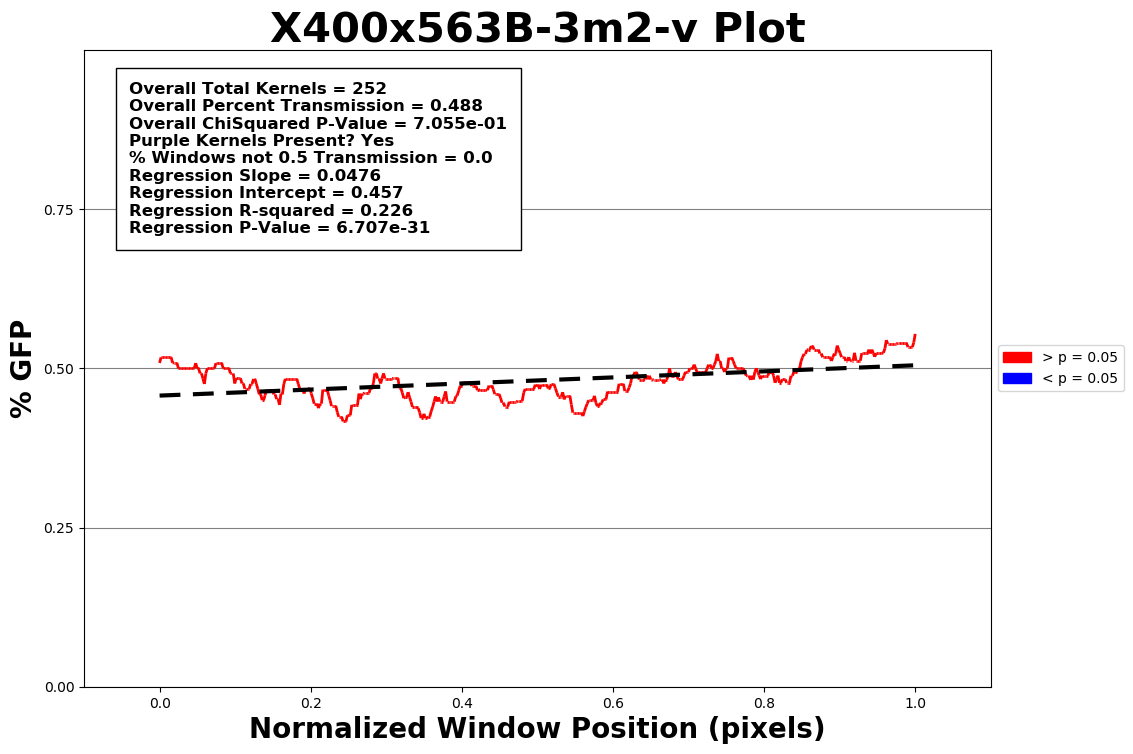 X400x563B-3m2-v Plot
Overall Total Kernels = 252
Overall Percent Transmission = 0.488
Overall ChiSquared P-Value = 7.055e-01
Purple Kernels Present? Yes
% Windows not 0.5 Transmission = 0.0
Regression Slope = 0.0476
Regression Intercept = 0.457
Regression R-squared = 0.226
Regression P-Value = 6.707e-31
% GFP
0.75
0.50
0.25
0.00
> p = 0.05
< p = 0.05
0.0
0.2
0.4
0.6
0.8
1.0
Normalized Window Position (pixels)